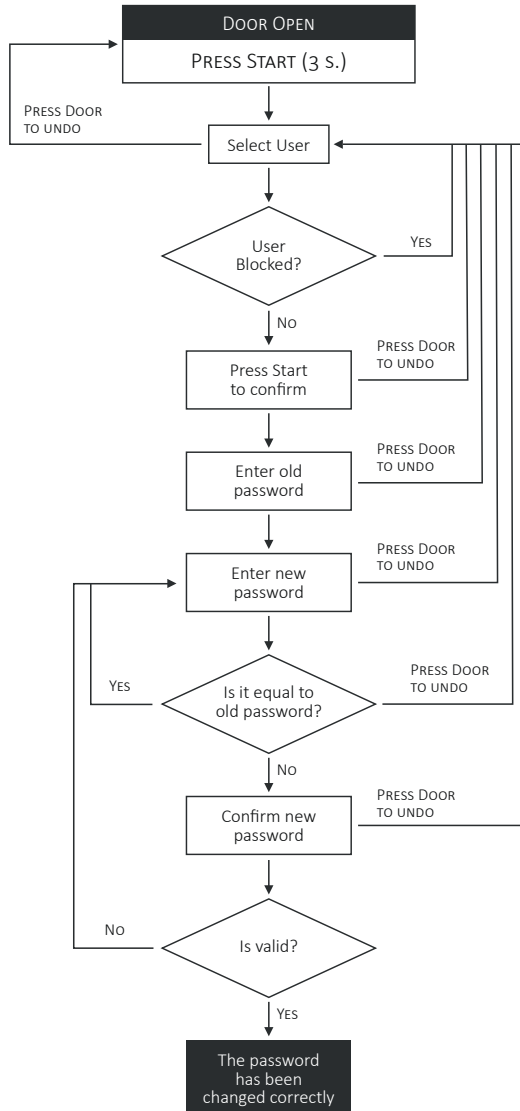 DOOR OPEN
PRESS START (3 S.)
PRESS DOOR
TO UNDO
Select User
User
Blocked?
YES
NO
Press Start
to confirm
PRESS DOOR
TO UNDO
Enter old
password
PRESS DOOR
TO UNDO
Enter new
password
PRESS DOOR
TO UNDO
YES
Is it equal to
old password?
PRESS DOOR
TO UNDO
NO
Confirm new
password
PRESS DOOR
TO UNDO
NO
Is valid?
YES
The password
has been
changed correctly